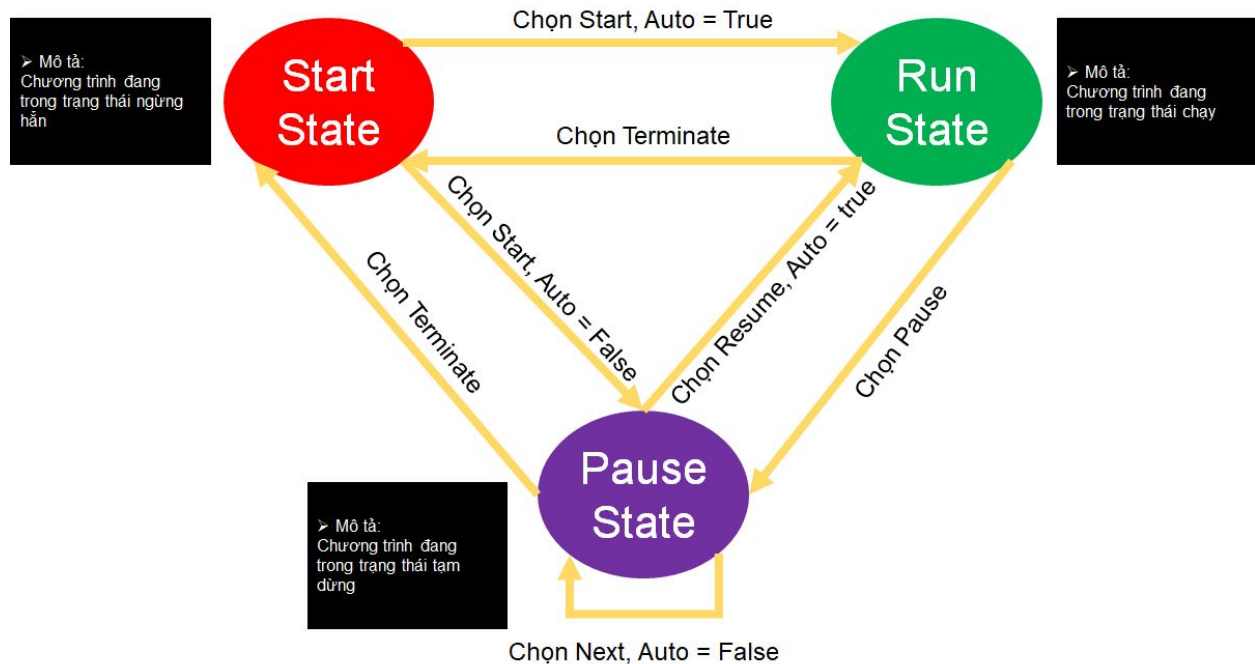 Chọn Start, Auto = True
➢ Mô tả:
Chương trình đang
trong trạng thái ngừng
hẳn
Start
State
Run
State
➢ Mô tả:
Chương trình đang
trong trạng thái chạy
Chọn Terminate
Chọn Start, Auto = False
Chọn Resume, Auto = true
Chọn Terminate
Chọn Pause
Pause
State
➢ Mô tả:
Chương trình đang
trong trạng thái tạm
dừng
Chọn Next, Auto = False